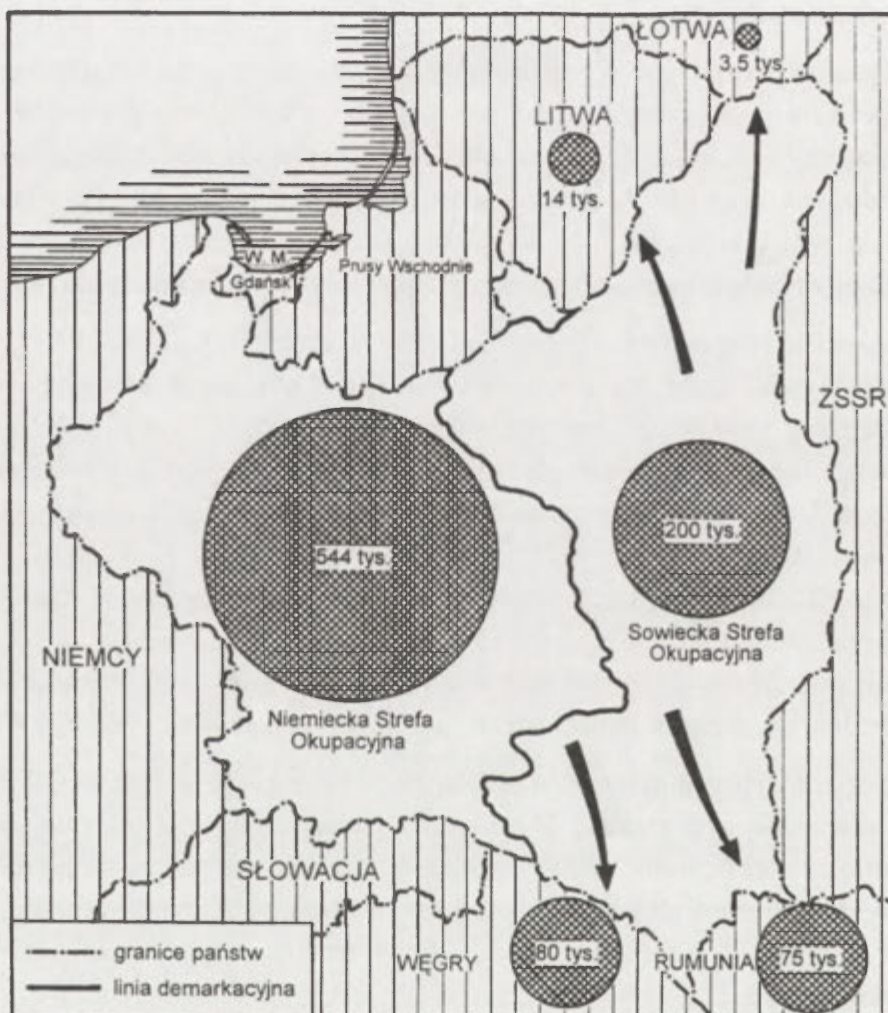 ŁOTWA
3,5 tys.
LITWA
14 tys.
W. M.
Gdańsk
Prusy Wschodnie
ZSSR
544 tys.
200 tys.
Sowiecka Strefa
Okupacyjna
NIEMCY
Niemiecka Strefa
Okupacyjna
SŁOWACJA
WĘGRY
80 tys.
RUMUNIA
75 tys.
granice państw
linia demarkacyjna